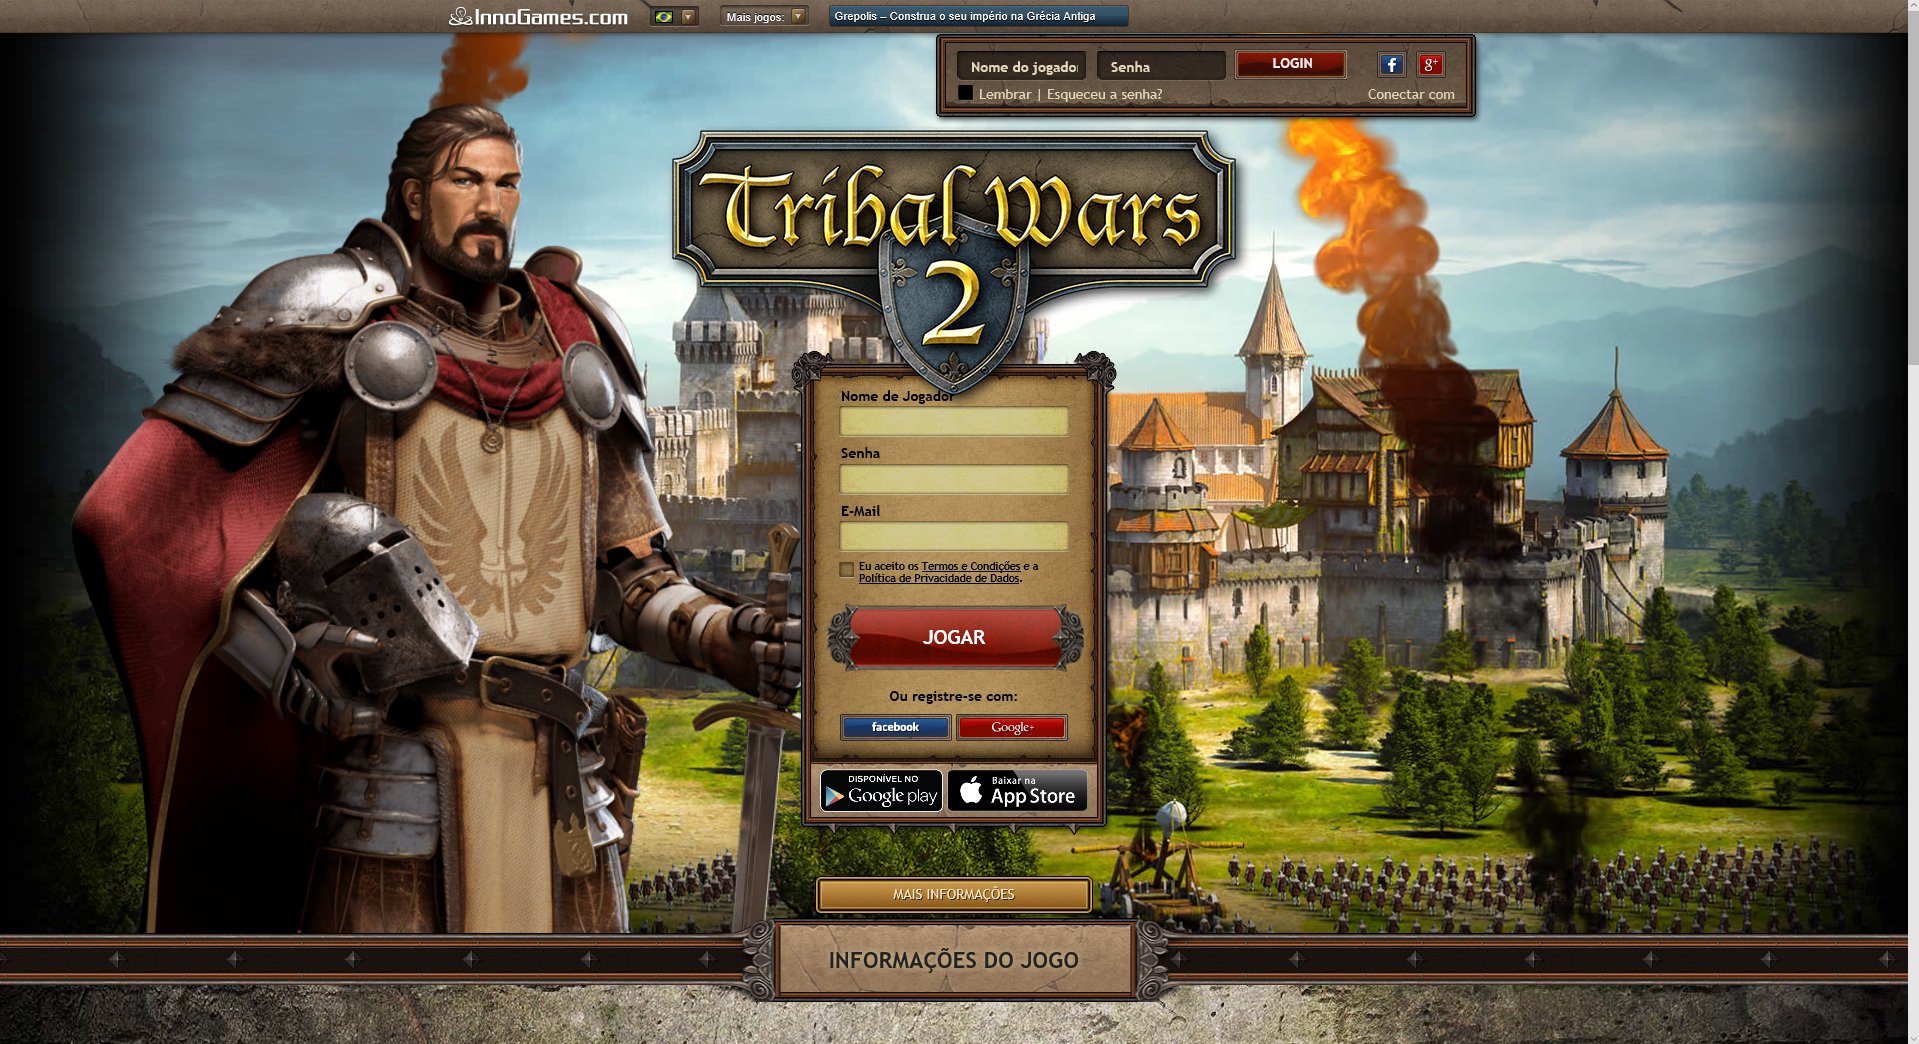 InnoGames.com
Mais jogos:
Grepolis – Construa o seu império na Grécia Antiga
Nome do jogador
Senha
LOGIN
f
g+
Lembrar | Esqueceu a senha?
Conectar com
Tribal Wars
2
Nome de Jogador
Senha
E-Mail
Eu aceito os Termos e Condições e a
Política de Privacidade de Dados.
JOGAR
Ou registre-se com:
facebook
Google+
DISPONÍVEL NO
Google play
Baixar na
App Store
MAIS INFORMAÇÕES
INFORMAÇÕES DO JOGO